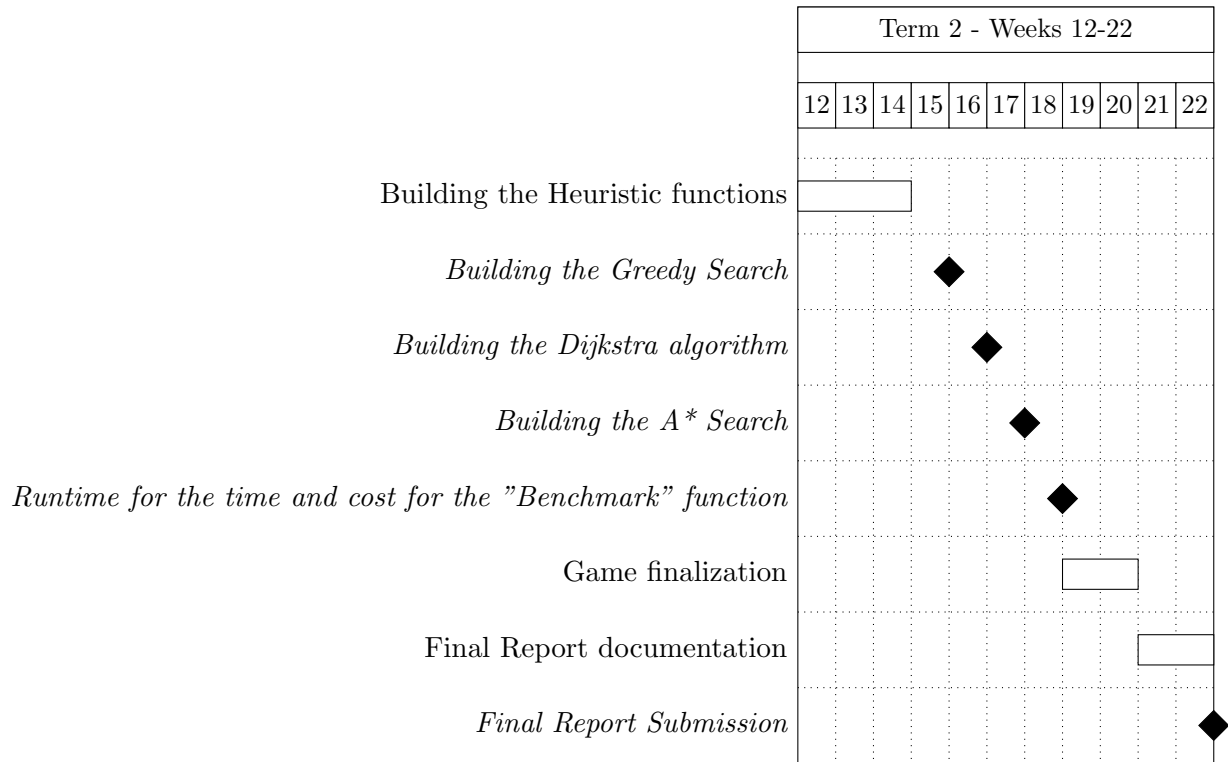 Term 2 - Weeks 12-22
12 13 14 15 16 17 18 19 20 21 22
Building the Heuristic functions
Building the Greedy Search
Building the Dijkstra algorithm
Building the A* Search
Runtime for the time and cost for the ”Benchmark” function
Game finalization
Final Report documentation
Final Report Submission